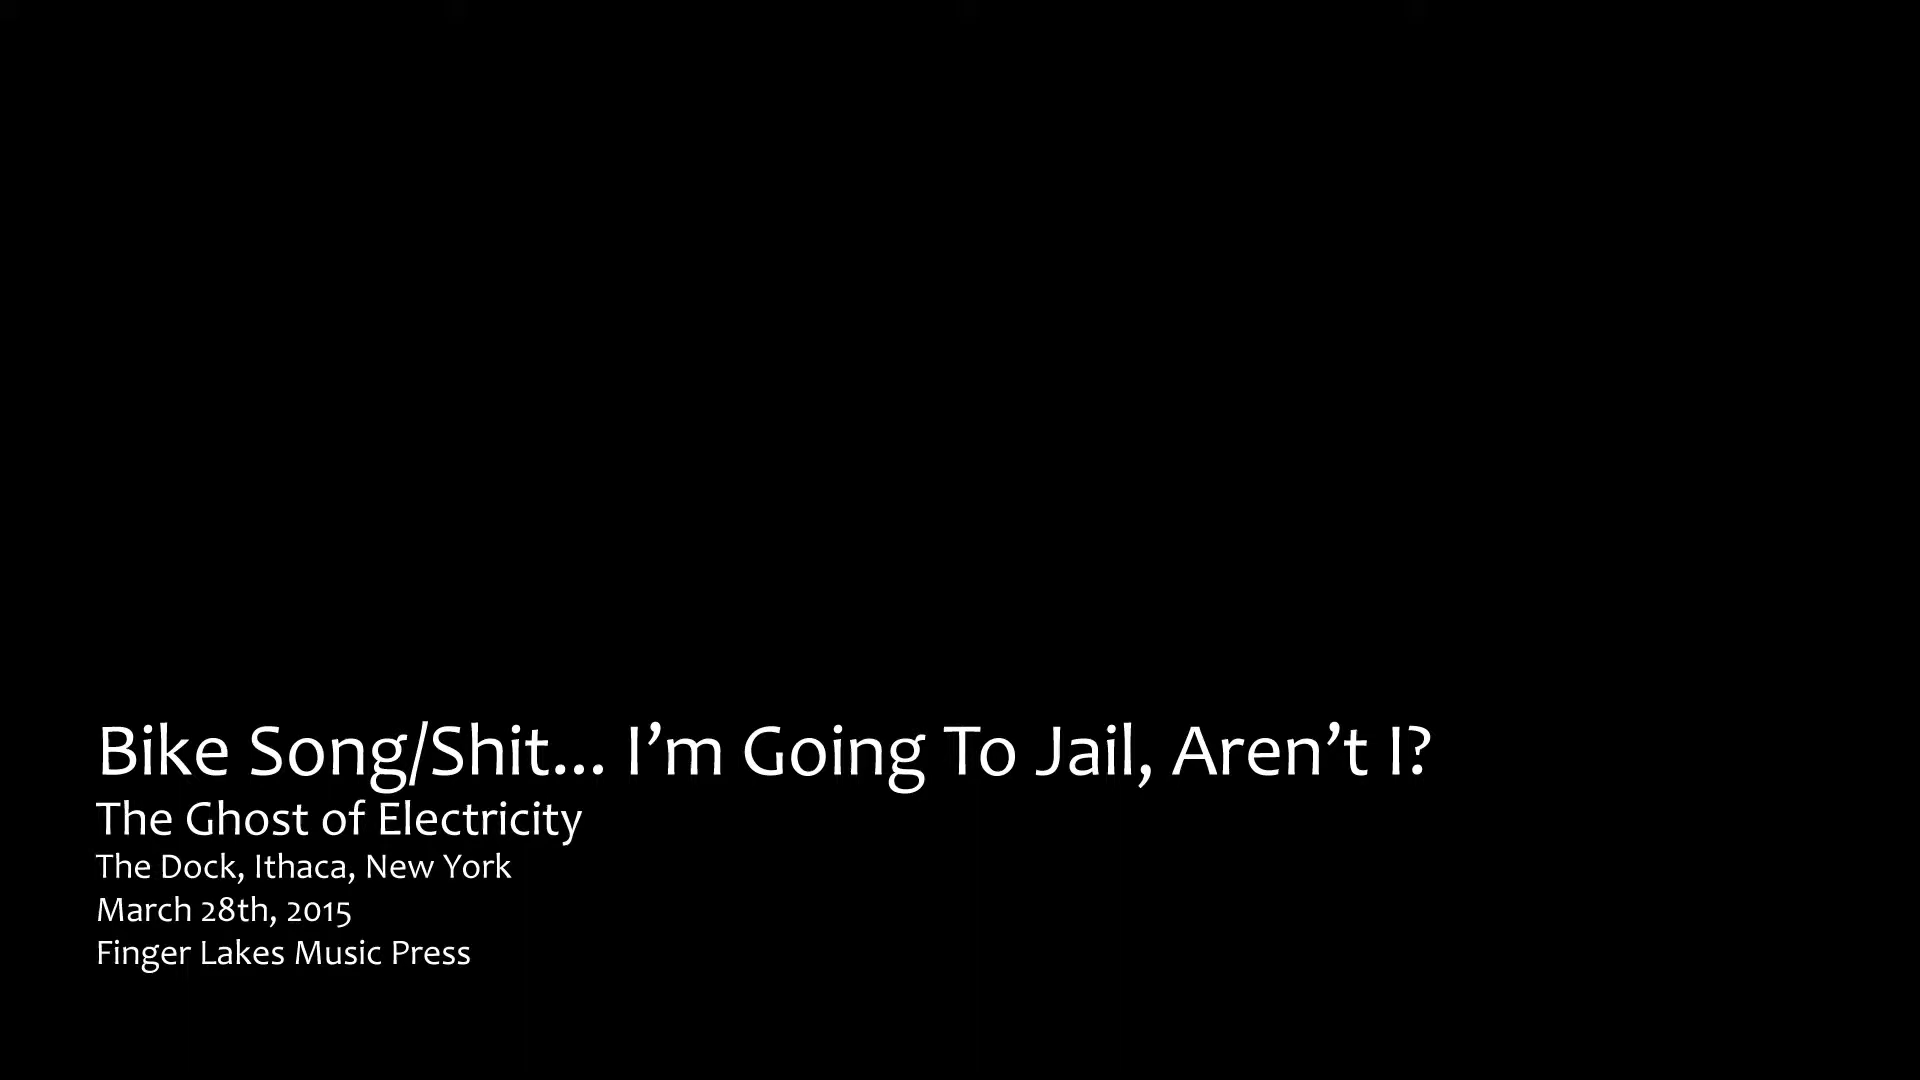 Bike Song/Shit... I’m Going To Jail, Aren’t I?
The Ghost of Electricity
The Dock, Ithaca, New York
March 28th, 2015
Finger Lakes Music Press